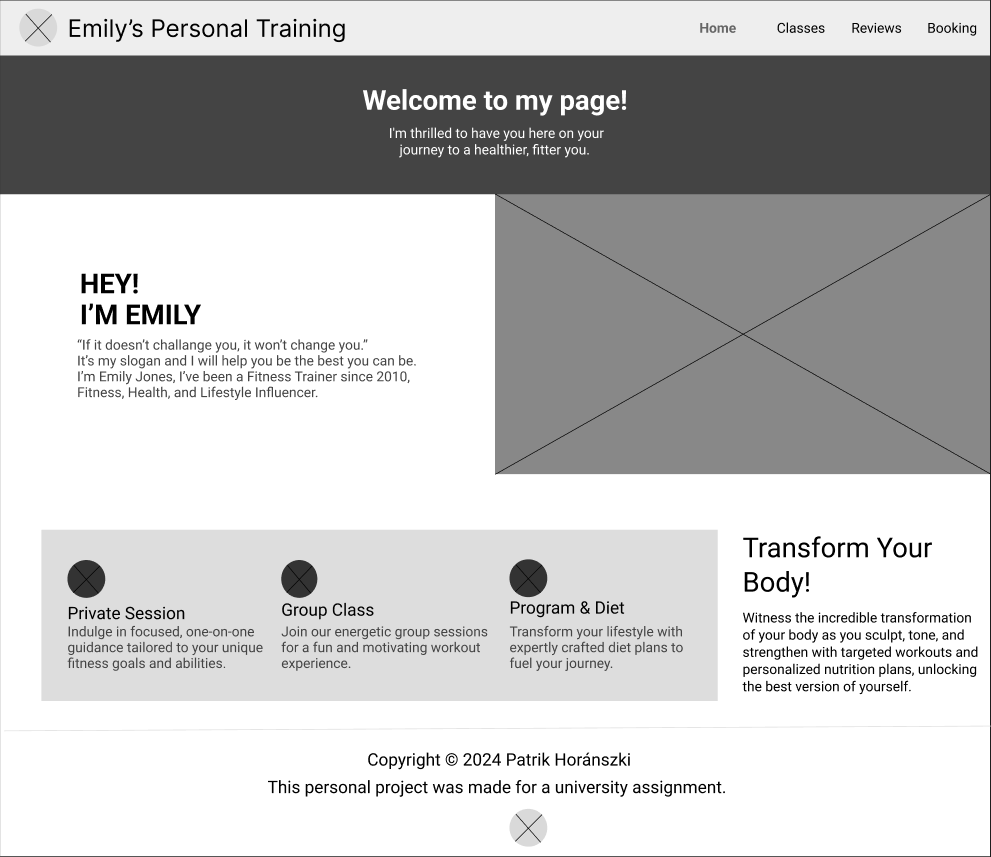 Emily’s Personal Training
Home
Classes
Reviews
Booking
Welcome to my page!
I'm thrilled to have you here on your
journey to a healthier, fitter you.
HEY!
I’M EMILY
“If it doesn’t challange you, it won’t change you.”
It’s my slogan and I will help you be the best you can be.
I’m Emily Jones, I’ve been a Fitness Trainer since 2010,
Fitness, Health, and Lifestyle Influencer.
Private Session
Indulge in focused, one-on-one
guidance tailored to your unique
fitness goals and abilities.
Group Class
Join our energetic group sessions
for a fun and motivating workout
experience.
Program & Diet
Transform your lifestyle with
expertly crafted diet plans to
fuel your journey.
Transform Your
Body!
Witness the incredible transformation
of your body as you sculpt, tone, and
strengthen with targeted workouts and
personalized nutrition plans, unlocking
the best version of yourself.
Copyright © 2024 Patrik Horánszki
This personal project was made for a university assignment.